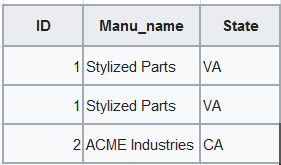 ID Manu_name State
1 Stylized Parts VA
1 Stylized Parts VA
2 ACME Industries CA